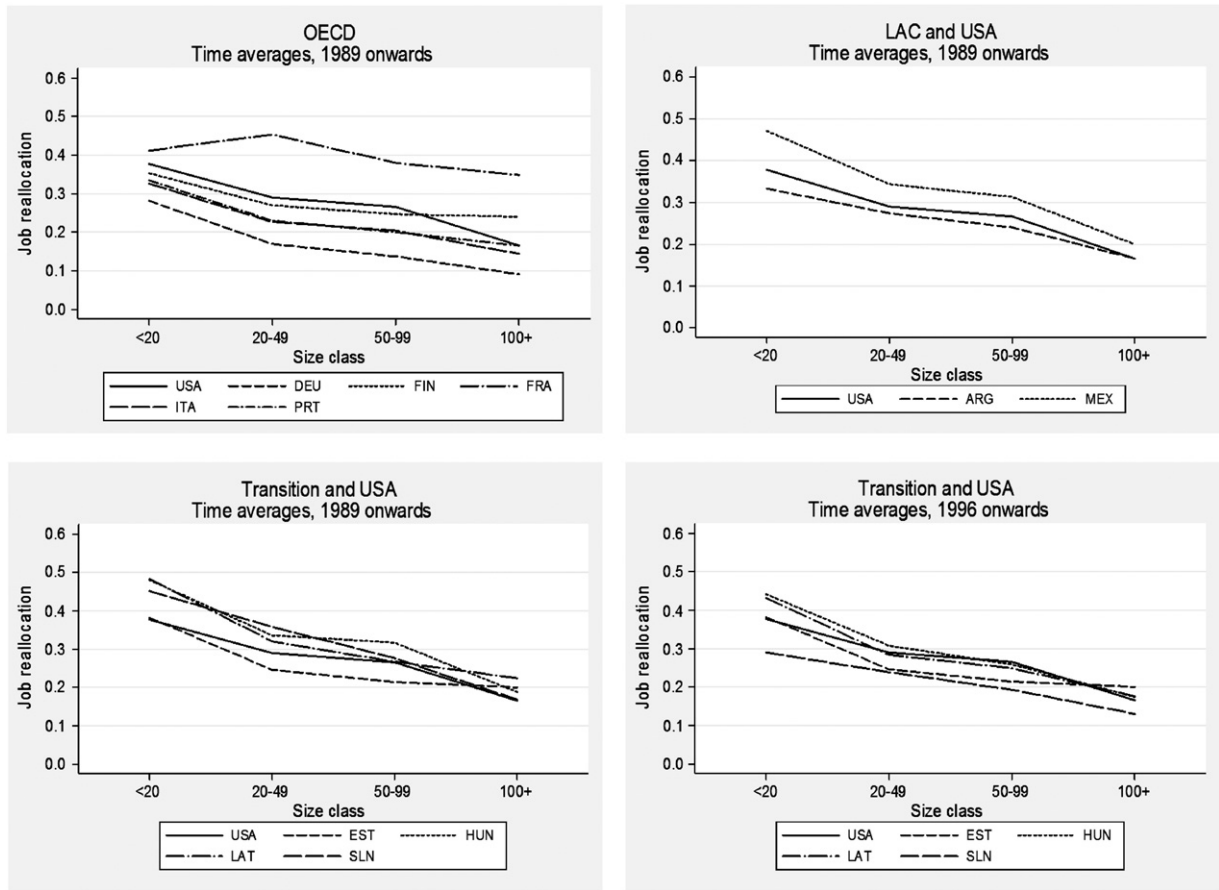 OECD
Time averages, 1989 onwards
Job reallocation
0.6
0.5
0.4
0.3
0.2
0.1
0.0
<20 20-49 50-99 100+
Size class
USA DEU FIN FRA
ITA PRT
LAC and USA
Time averages, 1989 onwards
Job reallocation
0.6
0.5
0.4
0.3
0.2
0.1
0.0
<20 20-49 50-99 100+
Size class
USA ARG MEX
Transition and USA
Time averages, 1989 onwards
Job reallocation
0.6
0.5
0.4
0.3
0.2
0.1
0.0
<20 20-49 50-99 100+
Size class
USA EST HUN
LAT SLN
Transition and USA
Time averages, 1996 onwards
Job reallocation
0.6
0.5
0.4
0.3
0.2
0.1
0.0
<20 20-49 50-99 100+
Size class
USA EST HUN
LAT SLN